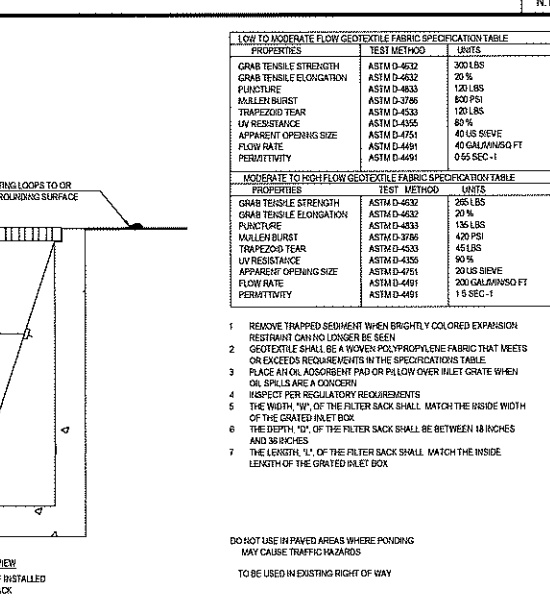 N.
LOW TO MODERATE FLOW GEOTEXTILE FABRIC SPECIFICATION TABLE
PROPERTIES TEST METHOD UNITS
GRAB TENSILE STRENGTH ASTM D-4632 300 LBS
GRAB TENSILE ELONGATION ASTM D-4632 20 %
PUNCTURE ASTM D-4833 120 LBS
MULLEN BURST ASTM D-3786 800 PSI
TRAPEZOID TEAR ASTM D-4533 120 LBS
UV RESISTANCE ASTM D-4355 80 %
APPARENT OPENING SIZE ASTM D-4751 40 US SIEVE
FLOW RATE ASTM D-4491 40 GAL/MIN/SQ FT
PERMITTIVITY ASTM D-4491 0 55 SEC -1
MODERATE TO HIGH FLOW GEOTEXTILE FABRIC SPECIFICATION TABLE
PROPERTIES TEST METHOD UNITS
GRAB TENSILE STRENGTH ASTM D-4632 265 LBS
GRAB TENSILE ELONGATION ASTM D-4632 20 %
PUNCTURE ASTM D-4833 135 LBS
MULLEN BURST ASTM D-3786 420 PSI
TRAPEZOID TEAR ASTM D-4533 45 LBS
UV RESISTANCE ASTM D-4355 90 %
APPARENT OPENING SIZE ASTM D-4751 20 US SIEVE
FLOW RATE ASTM D-4491 200 GAL/MIN/SQ FT
PERMITTIVITY ASTM D-4491 1 5 SEC -1
TING LOOPS TO OR
ROUNDING SURFACE
1 REMOVE TRAPPED SEDIMENT WHEN BRIGHTLY COLORED EXPANSION
RESTRAINT CAN NO LONGER BE SEEN
2 GEOTEXTILE SHALL BE A WOVEN POLYPROPYLENE FABRIC THAT MEETS
OR EXCEEDS REQUIREMENTS IN THE SPECIFICATIONS TABLE
3 PLACE AN OIL ADSORBENT PAD OR PILLOW OVER INLET GRATE WHEN
OIL SPILLS ARE A CONCERN
4 INSPECT PER REGULATORY REQUIREMENTS
5 THE WIDTH, "W", OF THE FILTER SACK SHALL MATCH THE INSIDE WIDTH
OF THE GRATED INLET BOX
6 THE DEPTH, "D", OF THE FILTER SACK SHALL BE BETWEEN 18 INCHES
AND 36 INCHES
7 THE LENGTH, "L", OF THE FILTER SACK SHALL MATCH THE INSIDE
LENGTH OF THE GRATED INLET BOX
DO NOT USE IN PAVED AREAS WHERE PONDING
MAY CAUSE TRAFFIC HAZARDS
TO BE USED IN EXISTING RIGHT OF WAY
IEW
INSTALLED
CK